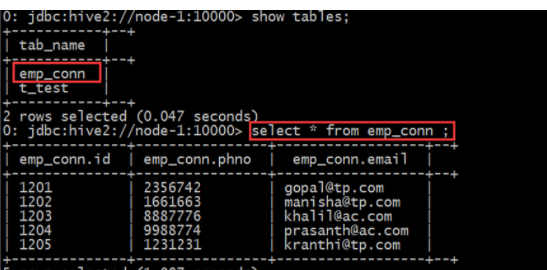 0: jdbc:hive2://node-1:10000> show tables;
+------------+--+
| tab_name |
+------------+--+
| emp_conn |
| t_test |
+------------+--+
2 rows selected (0.047 seconds)
0: jdbc:hive2://node-1:10000> select * from emp_conn ;
+--------------+----------------+------------------+--+
| emp_conn.id | emp_conn.phno | emp_conn.email |
+--------------+----------------+------------------+--+
| 1201 | 2356742 | gopal@tp.com |
| 1202 | 1661663 | manisha@tp.com |
| 1203 | 8887776 | khalil@ac.com |
| 1204 | 9988774 | prasanth@ac.com |
| 1205 | 1231231 | kranthi@tp.com |
+--------------+----------------+------------------+--+